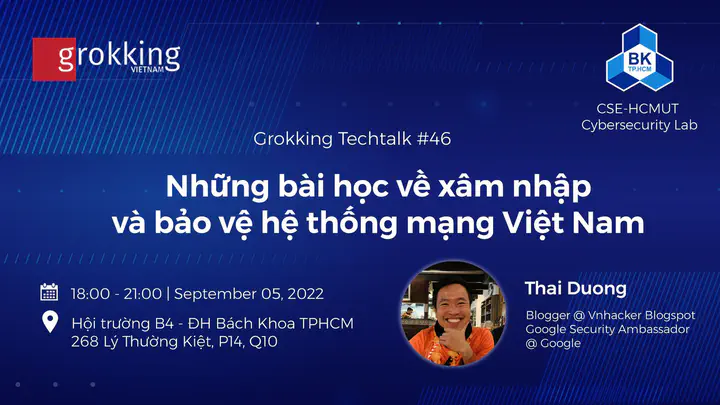 grokking
VIETNAM
BK
TP.HCM
CSE-HCMUT
Cybersecurity Lab
Grokking Techtalk #46
Những bài học về xâm nhập
và bảo vệ hệ thống mạng Việt Nam
18:00 - 21:00 | September 05, 2022
Hội trường B4 - ĐH Bách Khoa TPHCM
268 Lý Thường Kiệt, P14, Q10
Thai Duong
Blogger @ Vnhacker Blogspot
Google Security Ambassador
@ Google